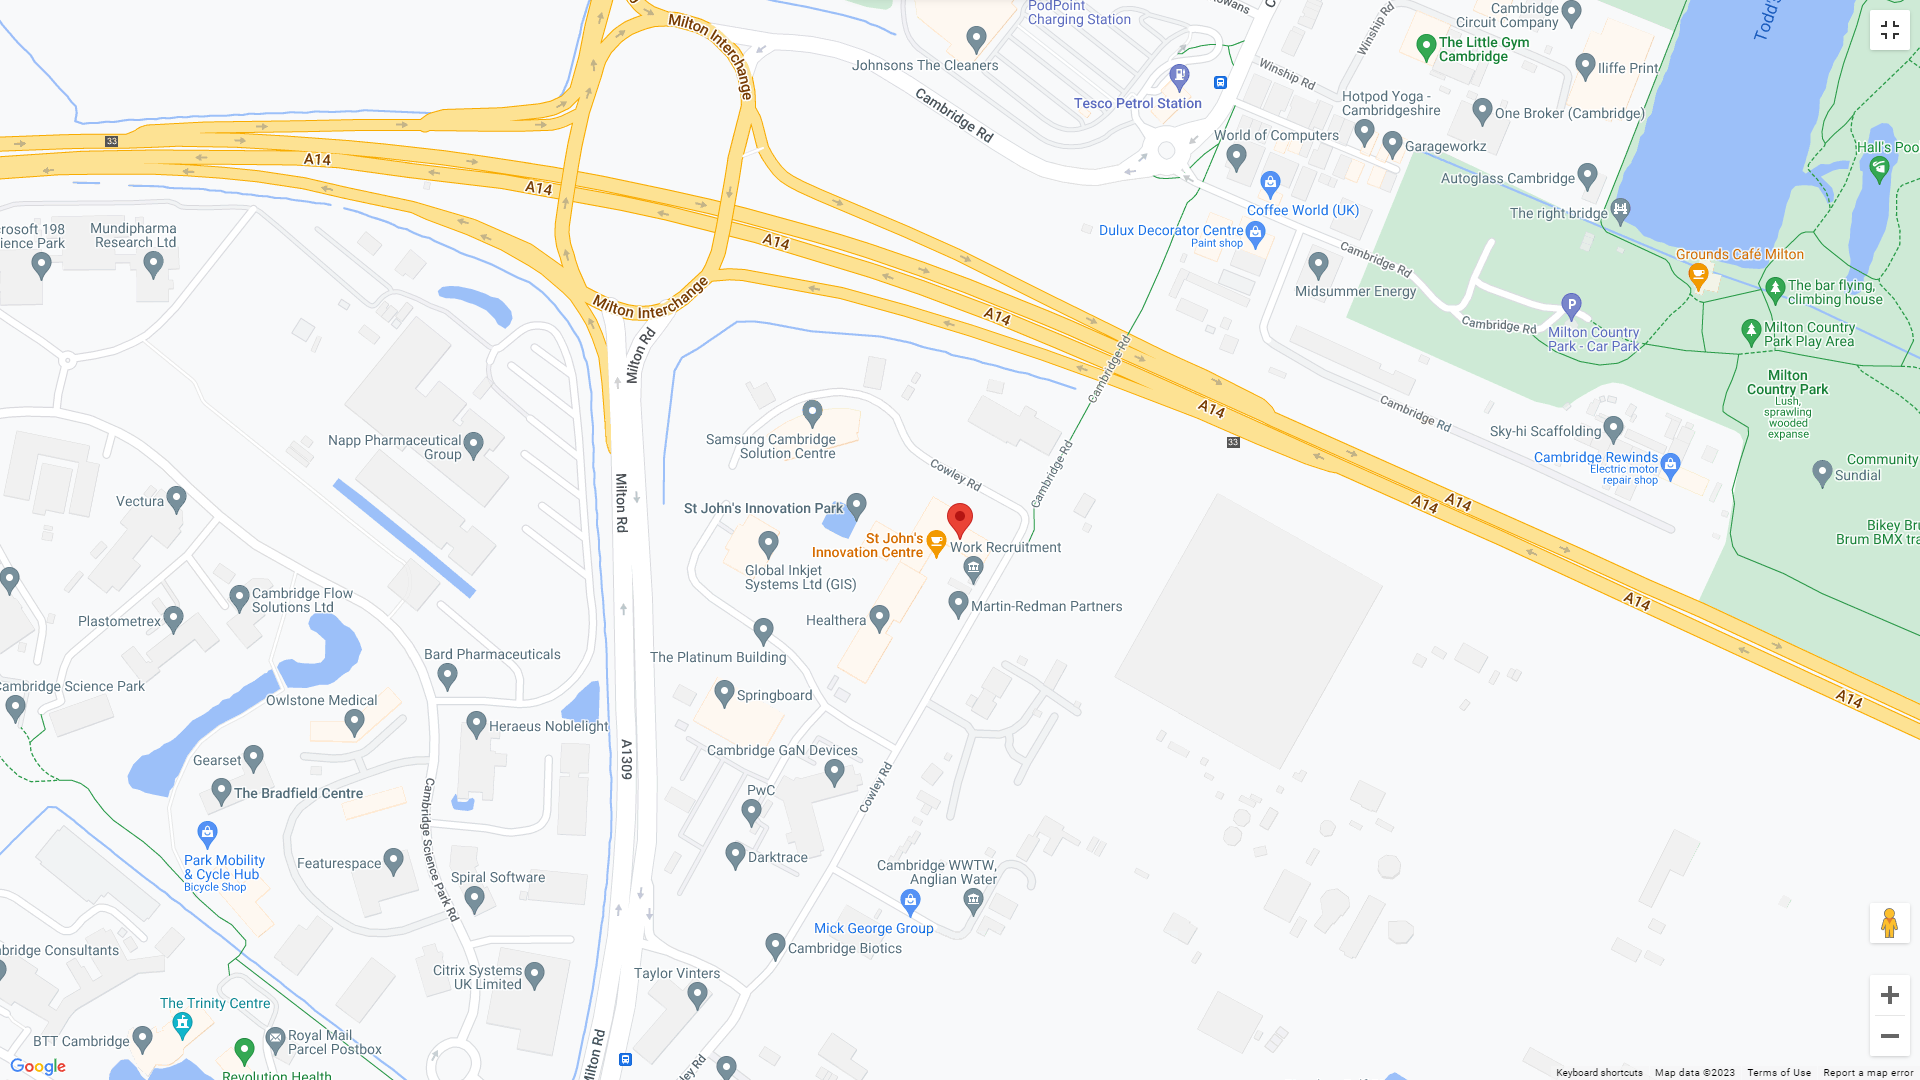 PodPoint
Charging Station
Milton Interchange
Johnsons The Cleaners
Cambridge Rd
Tesco Petrol Station
Winship Rd
Winship Rd
Cambridge
Circuit Company
The Little Gym
Cambridge
Iliffe Print
Todd's
Hotpod Yoga -
Cambridgeshire
One Broker (Cambridge)
World of Computers
Garageworkz
Hall's Poo
33
A14
A14
A14
Autoglass Cambridge
The right bridge
Coffee World (UK)
Dulux Decorator Centre
Paint shop
Cambridge Rd
Grounds Café Milton
crosoft 198
ience Park
Mundipharma
Research Ltd
Midsummer Energy
The bar flying,
climbing house
Milton Interchange
A14
Cambridge Rd
P
Milton Country
Park - Car Park
Milton Country
Park Play Area
Milton Rd
Cambridge Rd
Milton
Country Park
Lush,
sprawling
wooded
expanse
A14
Cambridge Rd
33
Samsung Cambridge
Solution Centre
Napp Pharmaceutical
Group
Sky-hi Scaffolding
Cambridge Rewinds
Electric motor
repair shop
Community
Sundial
Cowley Rd
Cambridge Rd
Vectura
Milton Rd
St John's Innovation Park
A14
A14
Bikey Bru
Brum BMX tra
St John's
Innovation Centre
Work Recruitment
Global Inkjet
Systems Ltd (GIS)
Cambridge Flow
Solutions Ltd
Plastometrex
Healthera
Martin-Redman Partners
A14
Bard Pharmaceuticals
The Platinum Building
Cambridge Science Park
Owlstone Medical
Springboard
Heraeus Noblelight
A14
Gearset
A1309
Cambridge GaN Devices
The Bradfield Centre
PwC
Cowley Rd
Cambridge Science Park Rd
Park Mobility
& Cycle Hub
Bicycle Shop
Featurespace
Darktrace
Spiral Software
Cambridge WWTW,
Anglian Water
Mick George Group
Cambridge Biotics
bridge Consultants
Citrix Systems
UK Limited
Taylor Vinters
The Trinity Centre
BTT Cambridge
Royal Mail
Parcel Postbox
Milton Rd
ley Rd
Revolution Health
Google
Keyboard shortcuts
Map data ©2023
Terms of Use
Report a map error